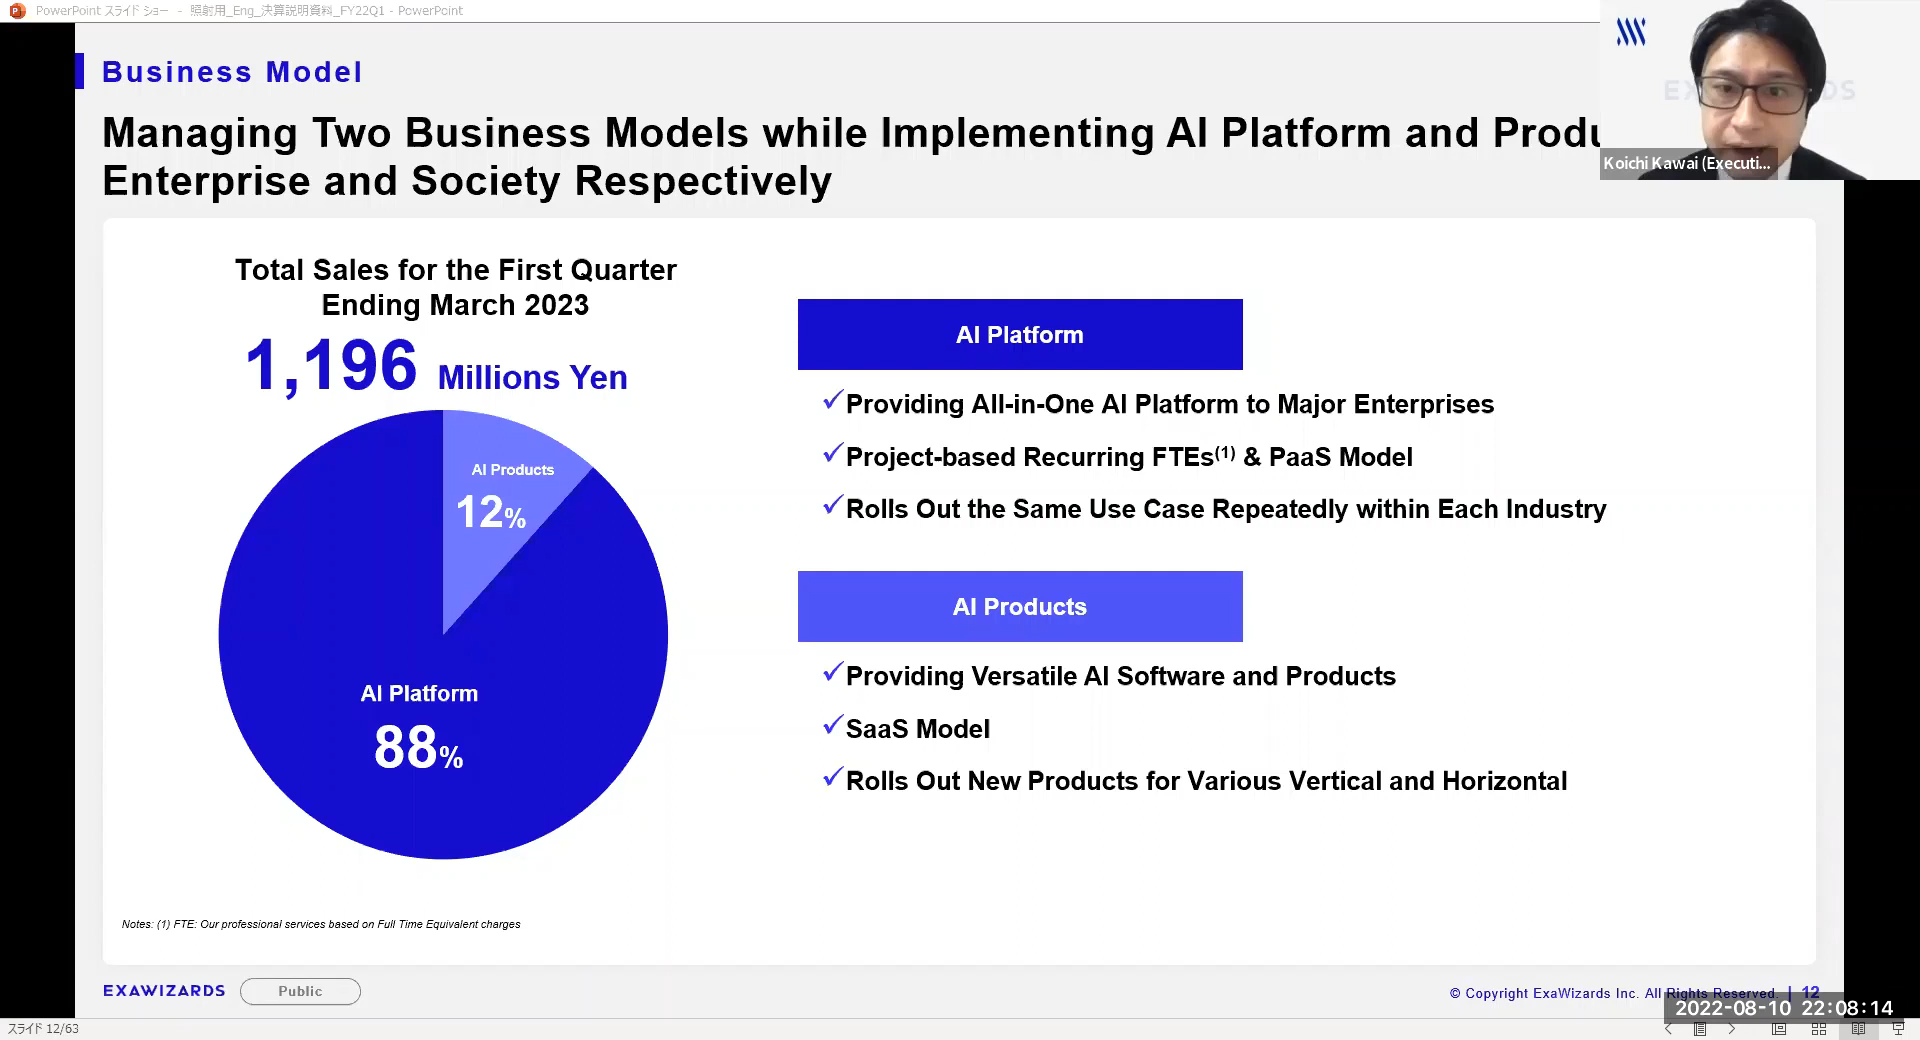 PowerPoint スライド ショー - 照射用_Eng_決算説明資料_FY22Q1 - PowerPoint
Business Model
Managing Two Business Models while Implementing AI Platform and Produ
Enterprise and Society Respectively
Koichi Kawai (Executi...
Total Sales for the First Quarter
Ending March 2023
1,196 Millions Yen
AI Products
12%
AI Platform
88%
AI Platform
✓Providing All-in-One AI Platform to Major Enterprises
✓Project-based Recurring FTEs(1) & PaaS Model
✓Rolls Out the Same Use Case Repeatedly within Each Industry
AI Products
✓Providing Versatile AI Software and Products
✓SaaS Model
✓Rolls Out New Products for Various Vertical and Horizontal
Notes: (1) FTE: Our professional services based on Full Time Equivalent charges
EXAWIZARDS
Public
© Copyright ExaWizards Inc. All Rights Reserved. | 12
2022-08-10 22:08:14
スライド 12/63